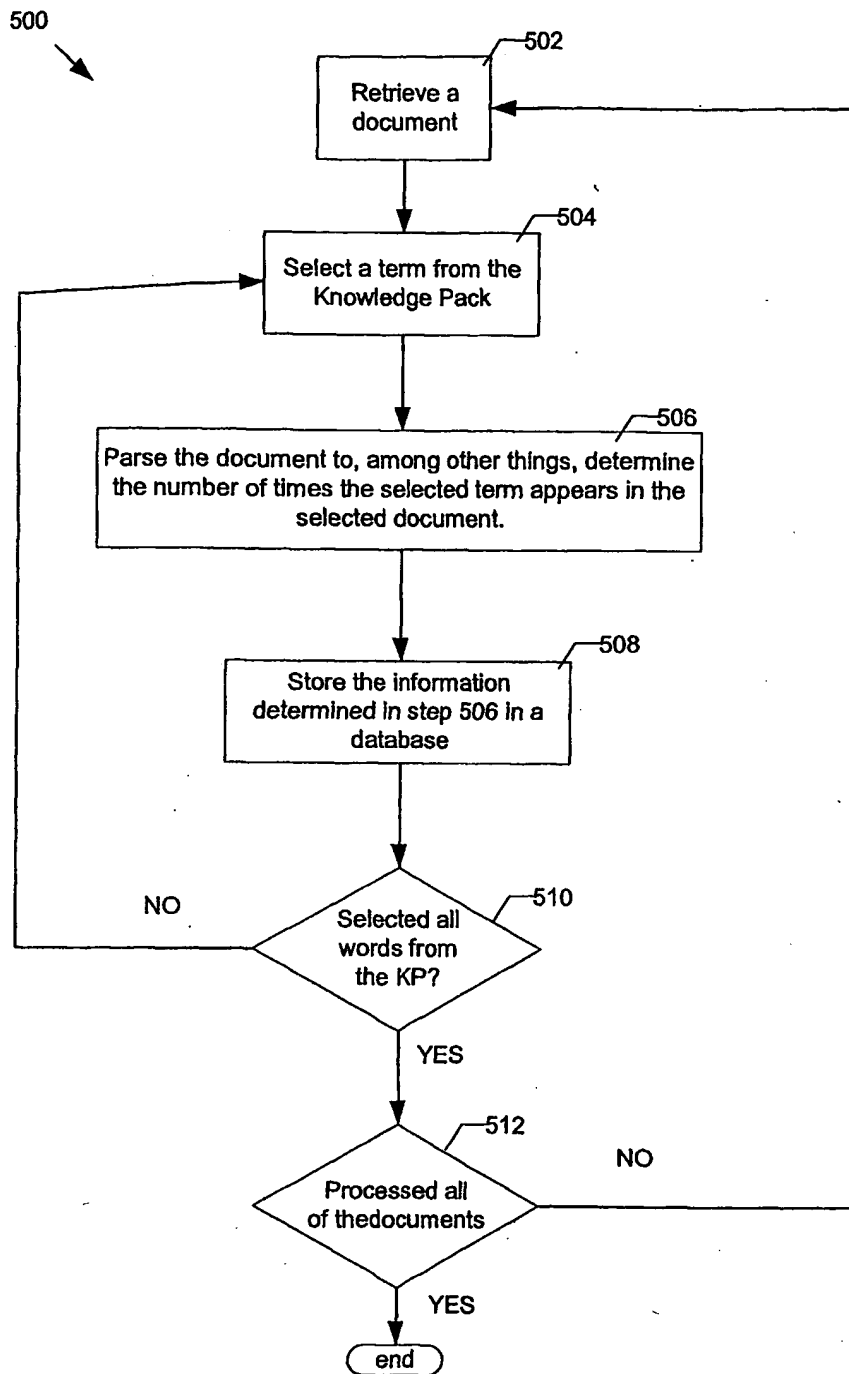 500
502
Retrieve a
document
504
Select a term from the
Knowledge Pack
506
Parse the document to, among other things, determine
the number of times the selected term appears in the
selected document.
508
Store the information
determined in step 506 in a
database
510
NO
Selected all
words from
the KP?
YES
512
NO
Processed all
of thedocuments
YES
end